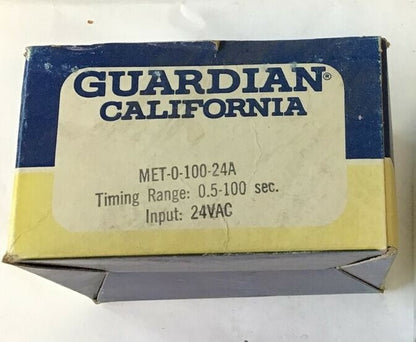 GUARDIAN®
CALIFORNIA
MET-0-100-24A
Timing Range: 0.5-100 sec.
Input: 24VAC